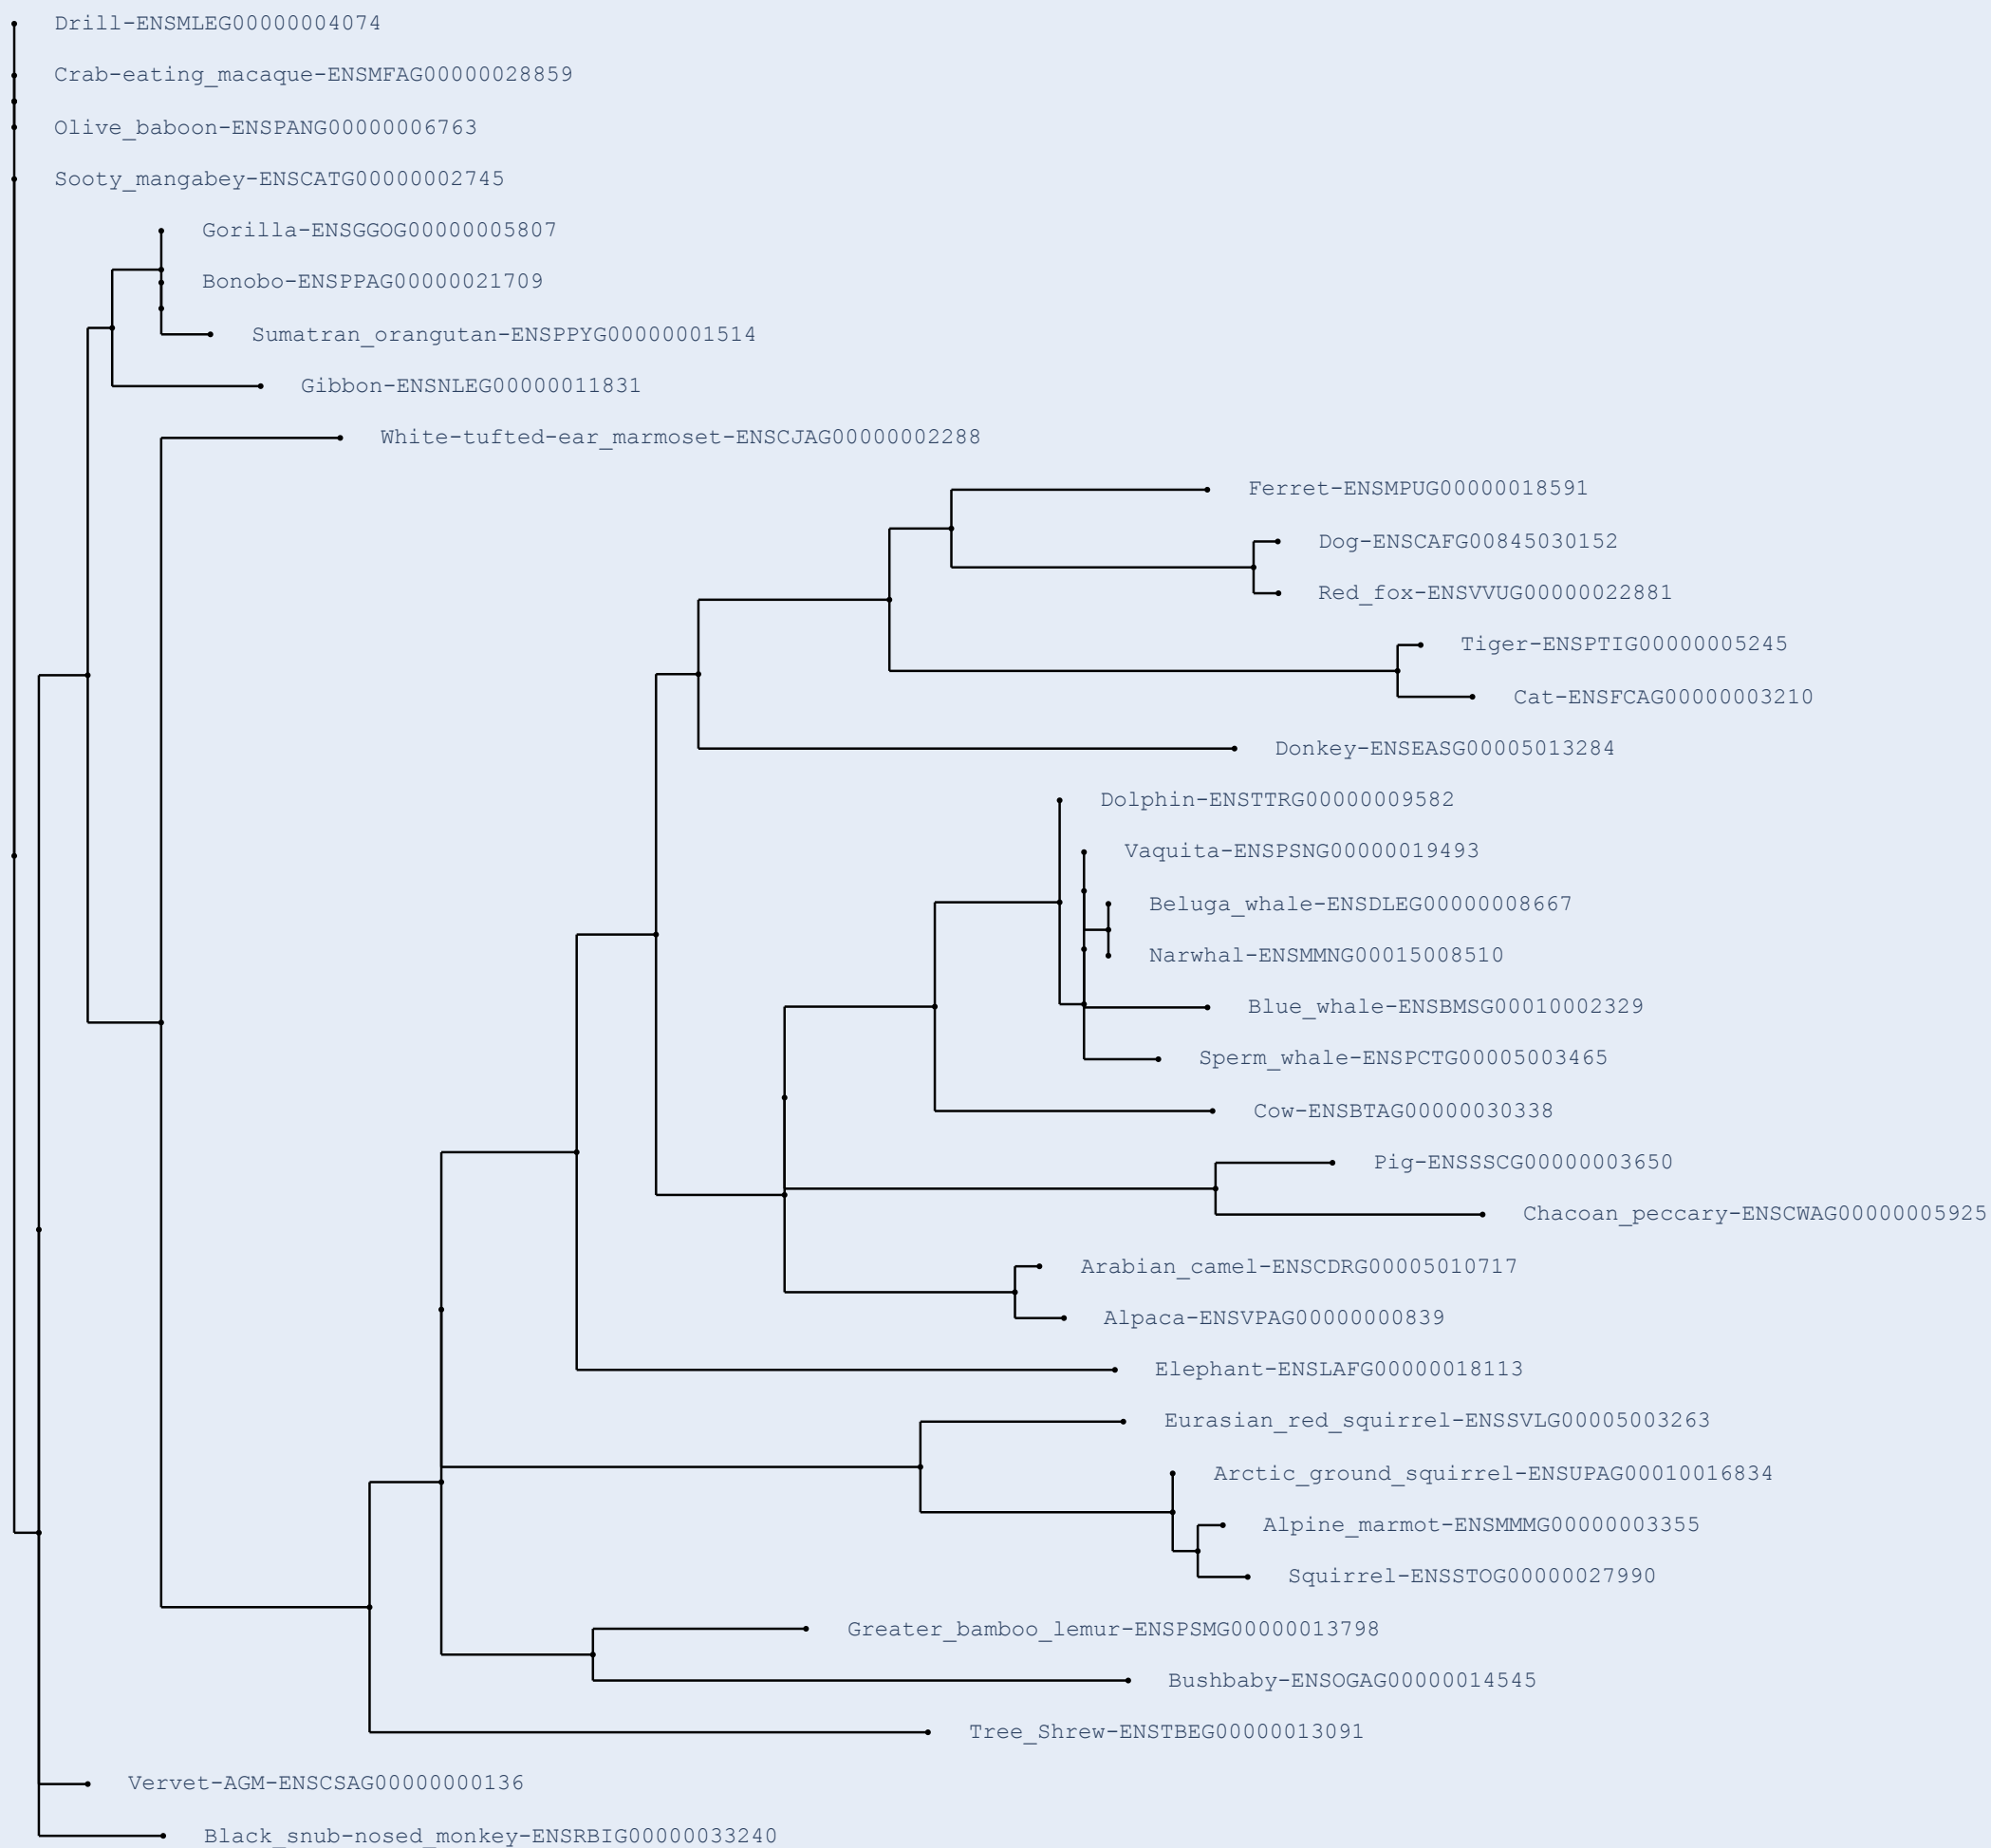 Drill-ENSMLEG00000004074
Crab-eating_macaque-ENSMFAG00000028859
Olive_baboon-ENSPANG00000006763
Sooty_mangabey-ENSCATG00000002745
Gorilla-ENSGGOG00000005807
Bonobo-ENSPPAG00000021709
Sumatran_orangutan-ENSPPYG00000001514
Gibbon-ENSNLEG00000011831
White-tufted-ear_marmoset-ENSCJAG00000002288
Ferret-ENSMPUG00000018591
Dog-ENSCAFG00845030152
Red_fox-ENSVVUG00000022881
Tiger-ENSPTIG00000005245
Cat-ENSFCAG00000003210
Donkey-ENSEASG00005013284
Dolphin-ENSTTRG00000009582
Vaquita-ENSPSNG00000019493
Beluga_whale-ENSDLEG00000008667
Narwhal-ENSMMNG00015008510
Blue_whale-ENSBMSG00010002329
Sperm_whale-ENSPCTG00005003465
Cow-ENSBTAG00000030338
Pig-ENSSSCG00000003650
Chacoan_peccary-ENSCWAG00000005925
Arabian_camel-ENSCDRG00005010717
Alpaca-ENSVPAG00000000839
Elephant-ENSLAFG00000018113
Eurasian_red_squirrel-ENSSVLG00005003263
Arctic_ground_squirrel-ENSUPAG00010016834
Alpine_marmot-ENSMMMG00000003355
Squirrel-ENSSTOG00000027990
Greater_bamboo_lemur-ENSPSMG00000013798
Bushbaby-ENSOGAG00000014545
Tree_Shrew-ENSTBEG00000013091
Vervet-AGM-ENSCSAG00000000136
Black_snub-nosed_monkey-ENSRBIG00000033240